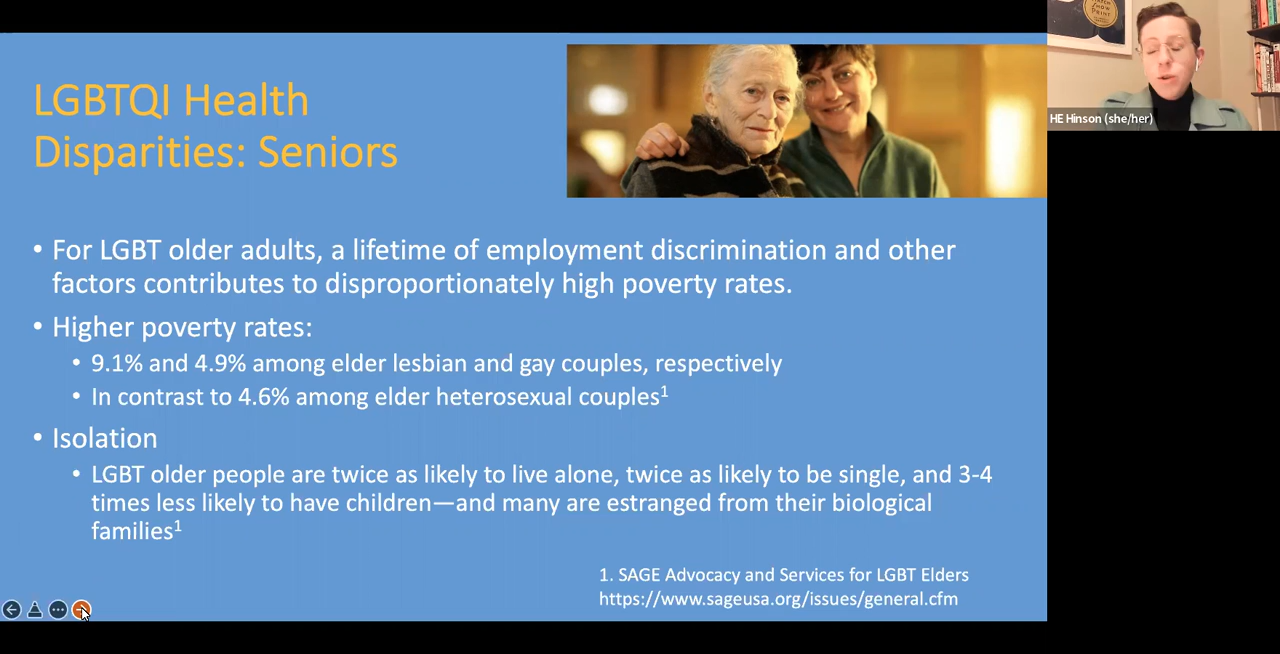 LGBTQI Health
Disparities: Seniors
• For LGBT older adults, a lifetime of employment discrimination and other
factors contributes to disproportionately high poverty rates.
• Higher poverty rates:
• 9.1% and 4.9% among elder lesbian and gay couples, respectively
• In contrast to 4.6% among elder heterosexual couples¹
• Isolation
• LGBT older people are twice as likely to live alone, twice as likely to be single, and 3-4
times less likely to have children—and many are estranged from their biological
families¹
1. SAGE Advocacy and Services for LGBT Elders
https://www.sageusa.org/issues/general.cfm
SHOW
PRINT
HE Hinson (she/her)